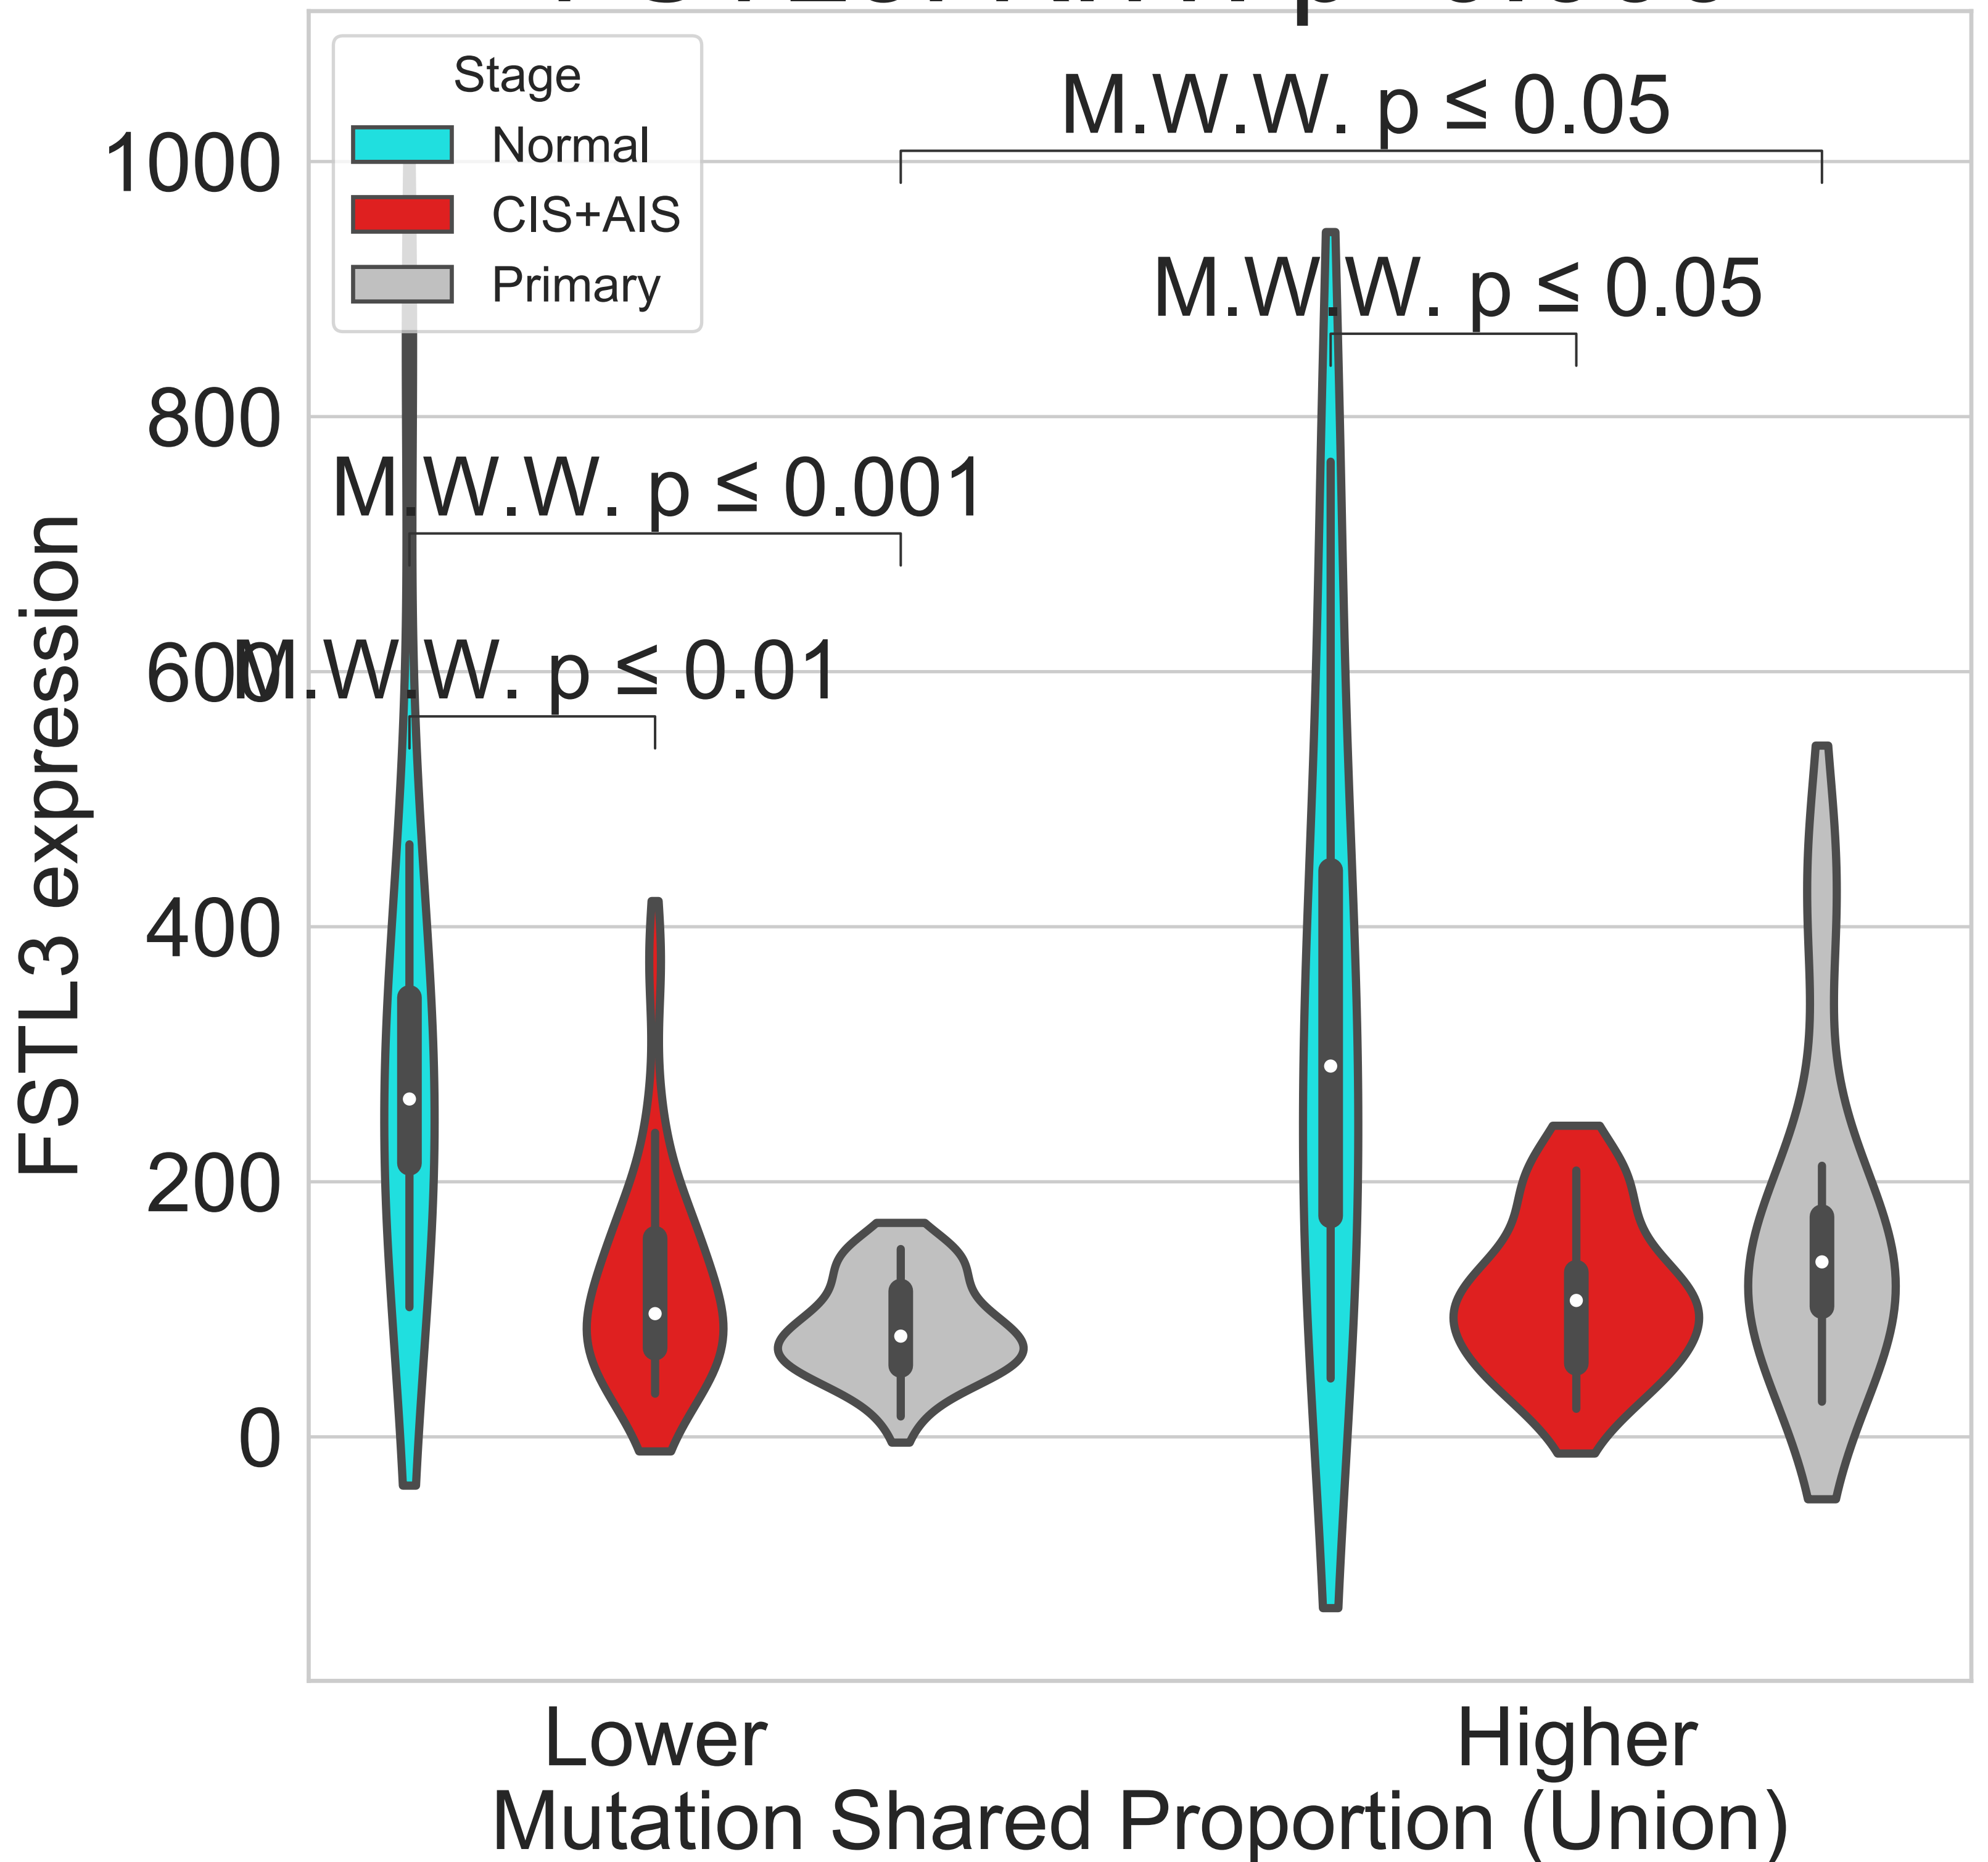 Stage
Normal
CIS+AIS
Primary
M.W.W. p ≤ 0.05
M.W.W. p ≤ 0.05
M.W.W. p ≤ 0.001
M.W.W. p ≤ 0.01
1000
800
600
400
200
0
FSTL3 expression
Lower
Higher
Mutation Shared Proportion (Union)